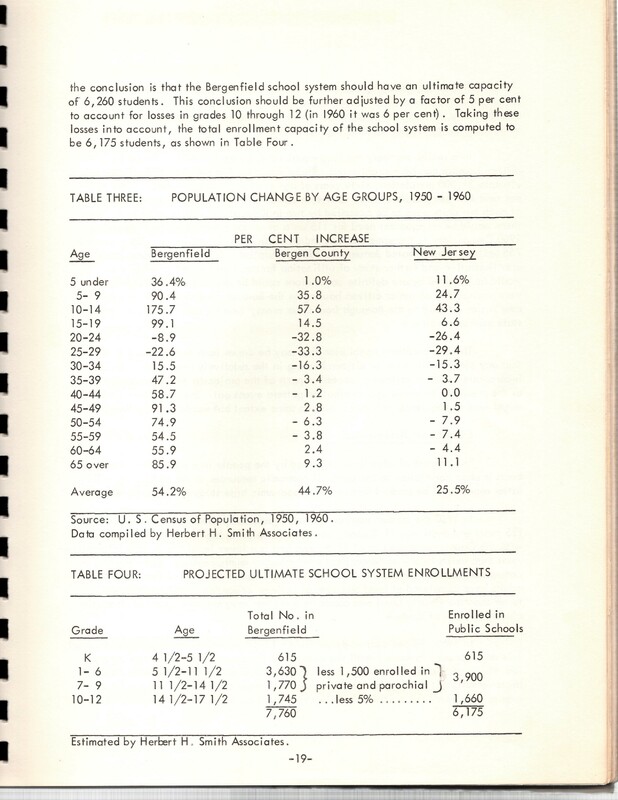 the conclusion is that the Bergenfield school system should have an ultimate capacity
of 6,260 students. This conclusion should be further adjusted by a factor of 5 per cent
to account for losses in grades 10 through 12 (in 1960 it was 6 per cent). Taking these
losses into account, the total enrollment capacity of the school system is computed to
be 6,175 students, as shown in Table Four.
TABLE THREE: POPULATION CHANGE BY AGE GROUPS, 1950 - 1960
PER CENT INCREASE
Age Bergenfield Bergen County New Jersey
5 under 36.4% 1.0% 11.6%
5- 9 90.4 35.8 24.7
10-14 175.7 57.6 43.3
15-19 99.1 14.5 6.6
20-24 -8.9 -32.8 -26.4
25-29 -22.6 -33.3 -29.4
30-34 15.5 -16.3 -15.3
35-39 47.2 - 3.4 - 3.7
40-44 58.7 - 1.2 0.0
45-49 91.3 2.8 1.5
50-54 74.9 - 6.3 - 7.9
55-59 54.5 - 3.8 - 7.4
60-64 55.9 2.4 - 4.4
65 over 85.9 9.3 11.1
Average 54.2% 44.7% 25.5%
Source: U. S. Census of Population, 1950, 1960.
Data compiled by Herbert H. Smith Associates.
TABLE FOUR: PROJECTED ULTIMATE SCHOOL SYSTEM ENROLLMENTS
Total No. in Enrolled in
Grade Age Bergenfield Public Schools
K 4 1/2-5 1/2 615 615
1- 6 5 1/2-11 1/2 3,630 less 1,500 enrolled in
7- 9 11 1/2-14 1/2 1,770 private and parochial 3,900
10-12 14 1/2-17 1/2 1,745 ...less 5% ......... 1,660
7,760 6,175
Estimated by Herbert H. Smith Associates.
-19-